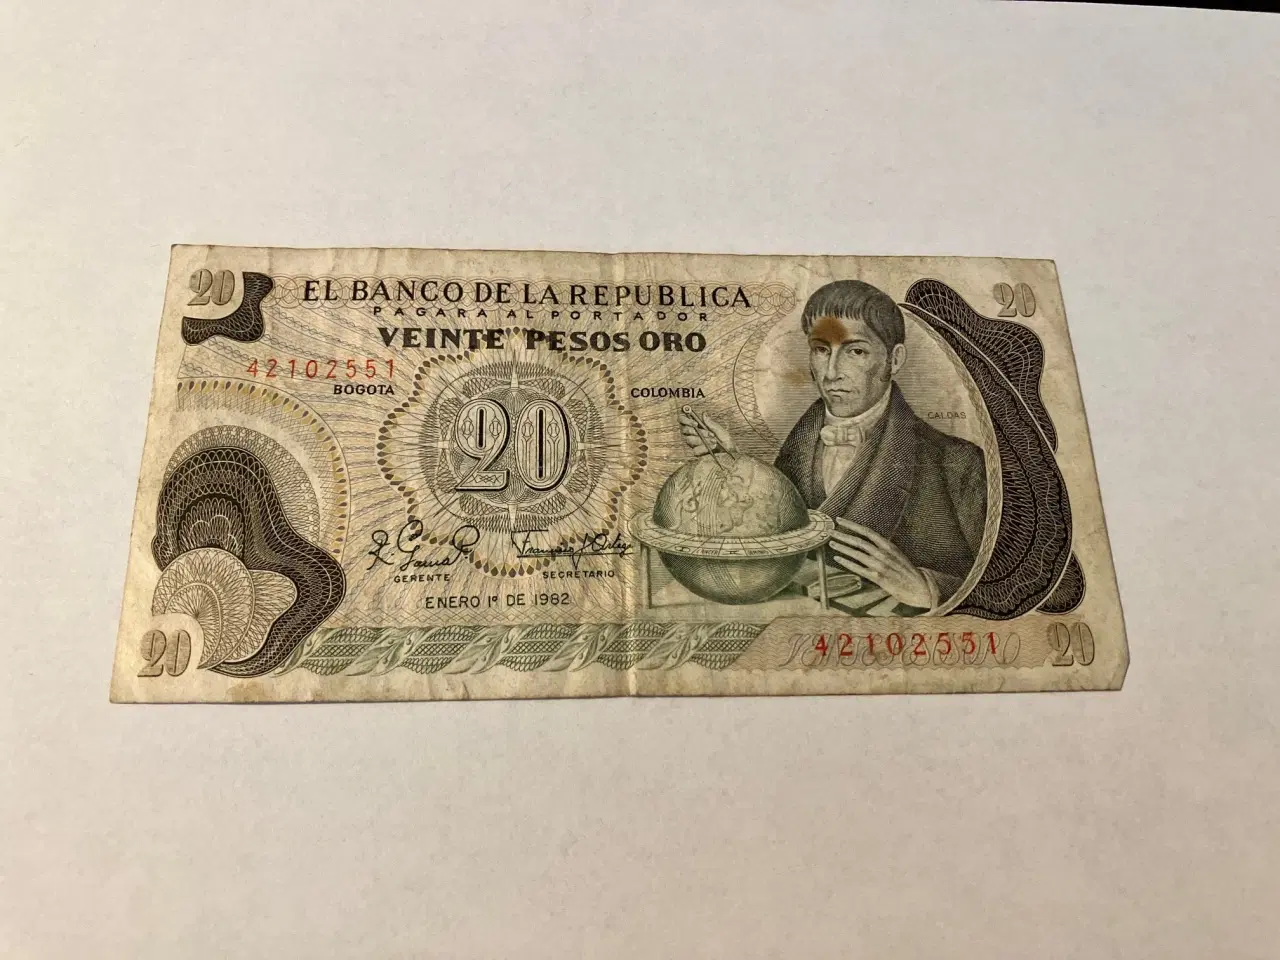 20
EL BANCO DE LA REPUBLICA
20
PAGARA AL PORTADOR
VEINTE PESOS ORO
42102551
BOGOTA
COLOMBIA
CALDAS
20
GERENTE
SECRETARIO
ENERO 1º DE 1982
20
42102551
20